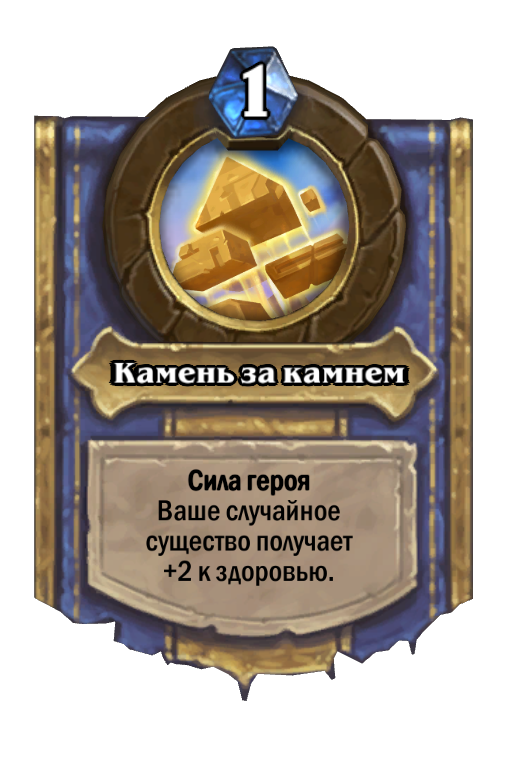 1
Камень за камнем
Сила героя
Ваше случайное
существо получает
+2 к здоровью.